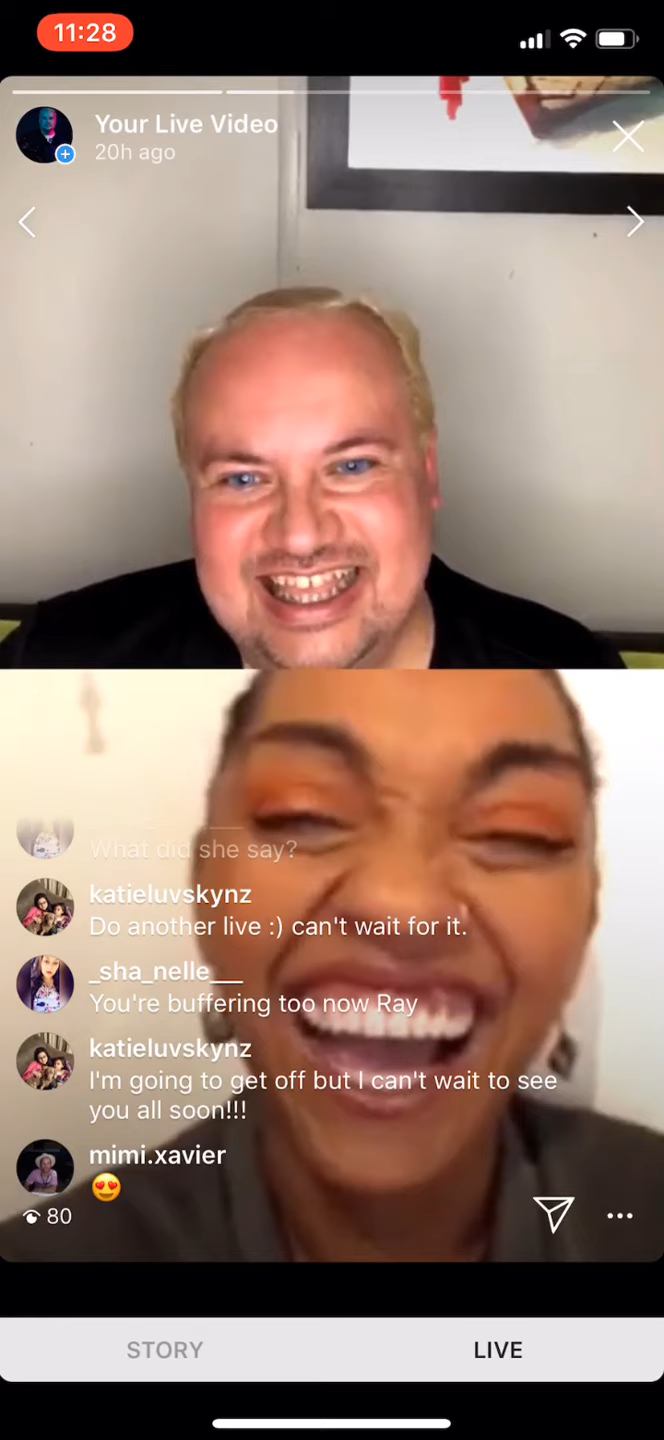 11:28
Your Live Video
20h ago
What did she say?
katieluvskynz
Do another live :) can't wait for it.
_sha_nelle___
You're buffering too now Ray
katieluvskynz
I'm going to get off but I can't wait to see
you all soon!!!
mimi.xavier
😍
80
STORY
LIVE